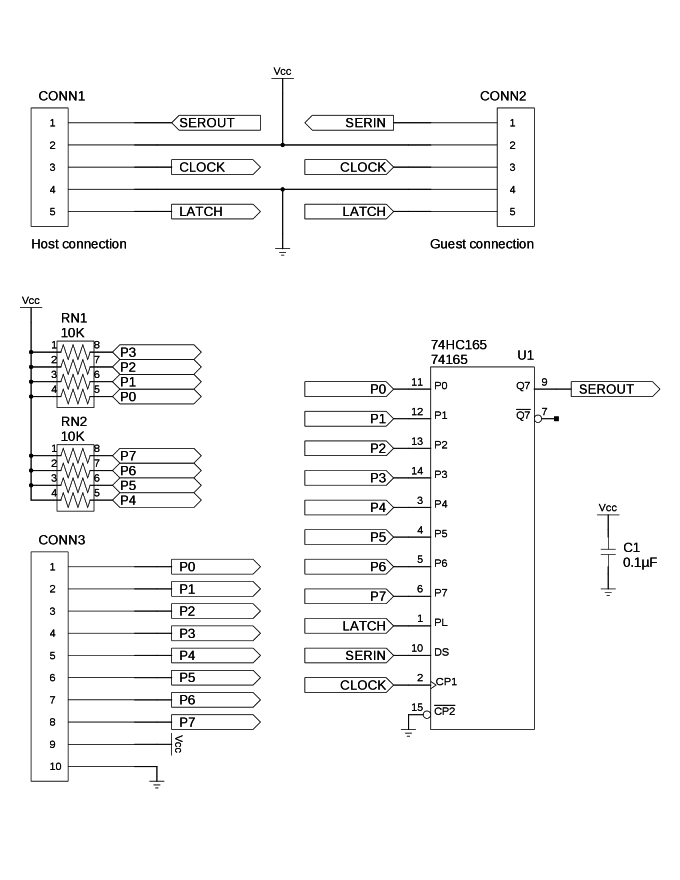 Vcc
CONN1
CONN2
1 SEROUT SERIN 1
2 2
3 CLOCK CLOCK 3
4 4
5 LATCH LATCH 5
Host connection
Guest connection
Vcc
RN1
10K
1 8 P3
2 7 P2
3 6 P1
4 5 P0
RN2
10K
1 8 P7
2 7 P6
3 6 P5
4 5 P4
CONN3
1 P0
2 P1
3 P2
4 P3
5 P4
6 P5
7 P6
8 P7
9 Vcc
10
74HC165
74165
U1
P0 11 P0 Q7 9 SEROUT
P1 12 P1 Q7 7
P2 13 P2
P3 14 P3
P4 3 P4
P5 4 P5
P6 5 P6
P7 6 P7
LATCH 1 PL
SERIN 10 DS
CLOCK 2 CP1
15 CP2
Vcc
C1
0.1µF